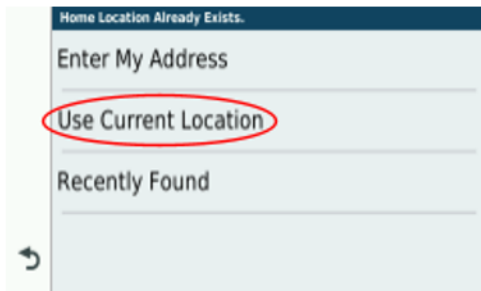 Home Location Already Exists.
Enter My Address
Use Current Location
Recently Found